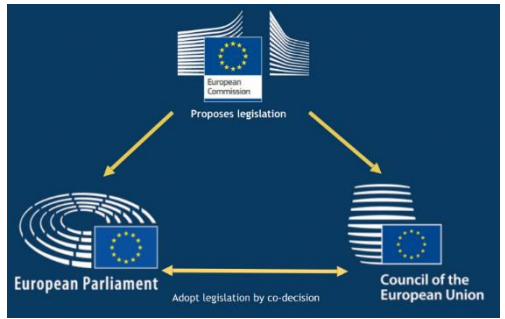 European
Commission
Proposes legislation
European Parliament
Council of the
European Union
Adopt legislation by co-decision